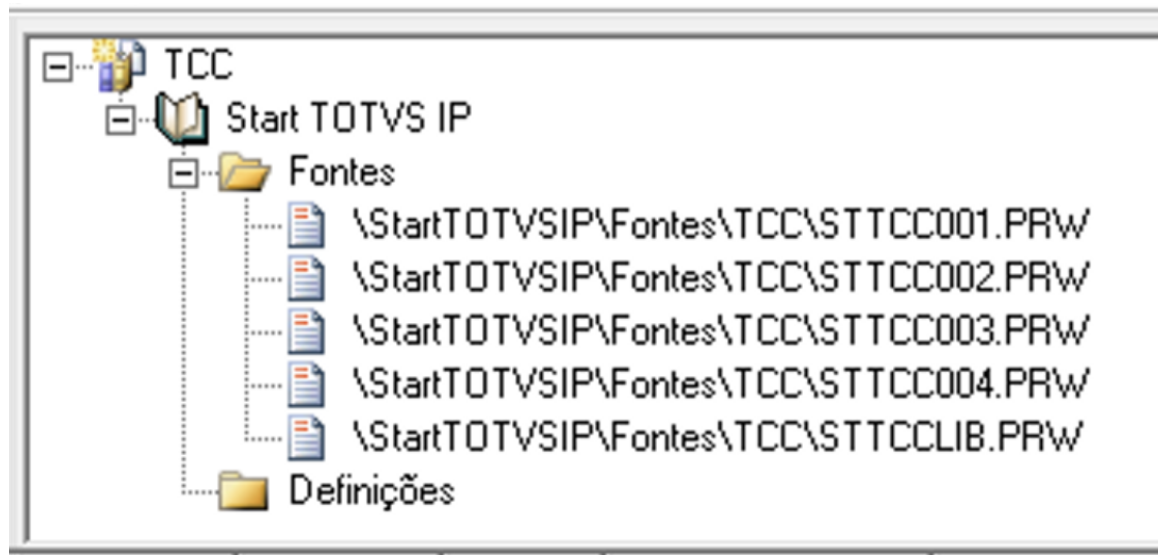 TCC
Start TOTVS IP
Fontes
\StartTOTVSIP\Fontes\TCC\STTCC001.PRW
\StartTOTVSIP\Fontes\TCC\STTCC002.PRW
\StartTOTVSIP\Fontes\TCC\STTCC003.PRW
\StartTOTVSIP\Fontes\TCC\STTCC004.PRW
\StartTOTVSIP\Fontes\TCC\STTCCLIB.PRW
Definições